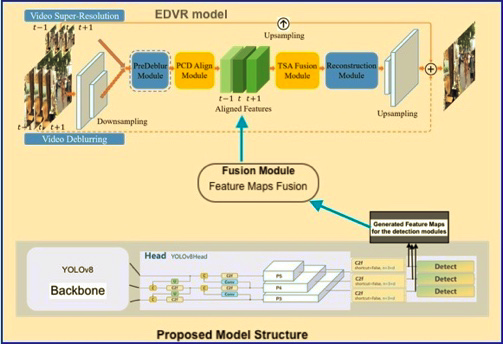 Video Super-Resolution
EDVR model
t−1 t t+1
Upsampling
PreDeblur
Module
PCD Align
Module
TSA Fusion
Module
Reconstruction
Module
t−1 t t+1
Aligned Features
Downsampling
Upsampling
Video Deblurring
Fusion Module
Feature Maps Fusion
Generated Feature Maps
for the detection modules
Head YOLOv8Head
YOLOv8
Backbone
C2f
C2f
C2f
C2f
Conv
Conv
P5
P4
P3
C2f
C2f
C2f
Detect
Detect
Detect
Proposed Model Structure